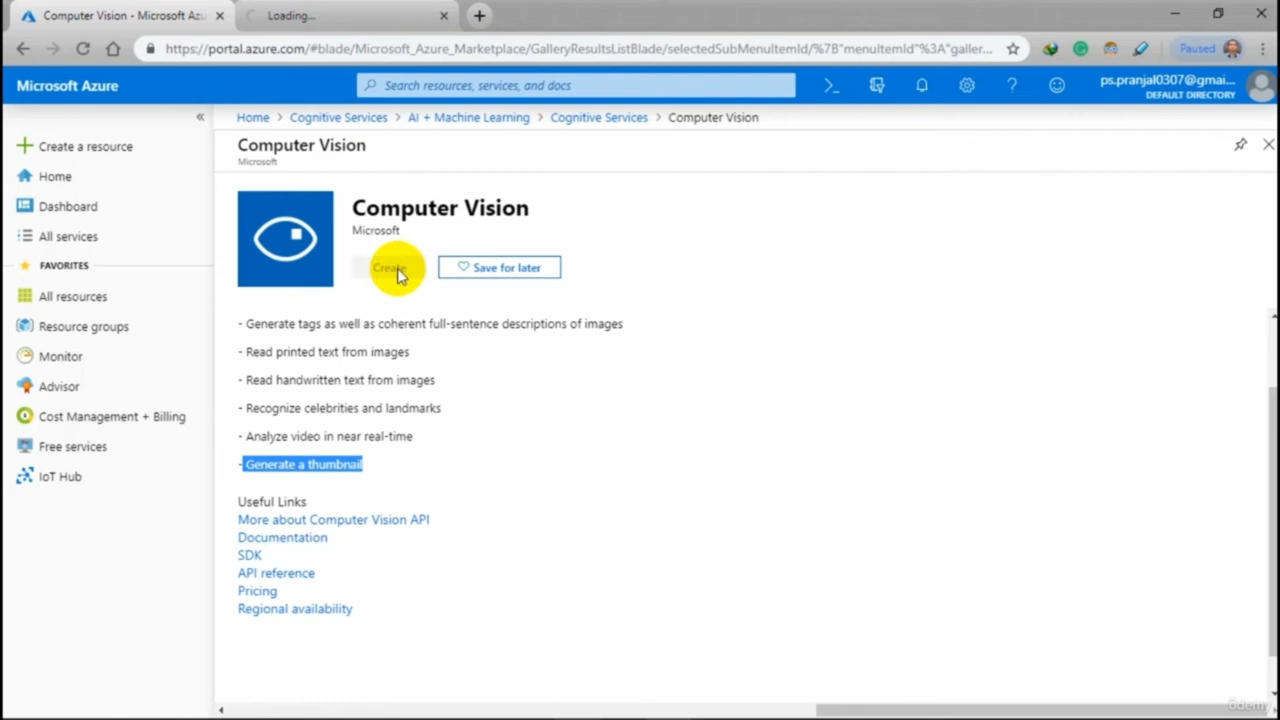 Computer Vision - Microsoft Azu
Loading...
https://portal.azure.com/#blade/Microsoft_Azure_Marketplace/GalleryResultsListBlade/selectedSubMenuItemId/%7B"menuItemId"%3A"galler...
Paused
Microsoft Azure
Search resources, services, and docs
ps.pranjal0307@gmai...
DEFAULT DIRECTORY
Home > Cognitive Services > AI + Machine Learning > Cognitive Services > Computer Vision
Create a resource
Home
Dashboard
All services
FAVORITES
All resources
Resource groups
Monitor
Advisor
Cost Management + Billing
Free services
IoT Hub
Computer Vision
Microsoft
Computer Vision
Microsoft
Create
Save for later
- Generate tags as well as coherent full-sentence descriptions of images
- Read printed text from images
- Read handwritten text from images
- Recognize celebrities and landmarks
- Analyze video in near real-time
- Generate a thumbnail
Useful Links
More about Computer Vision API
Documentation
SDK
API reference
Pricing
Regional availability
ûdemy